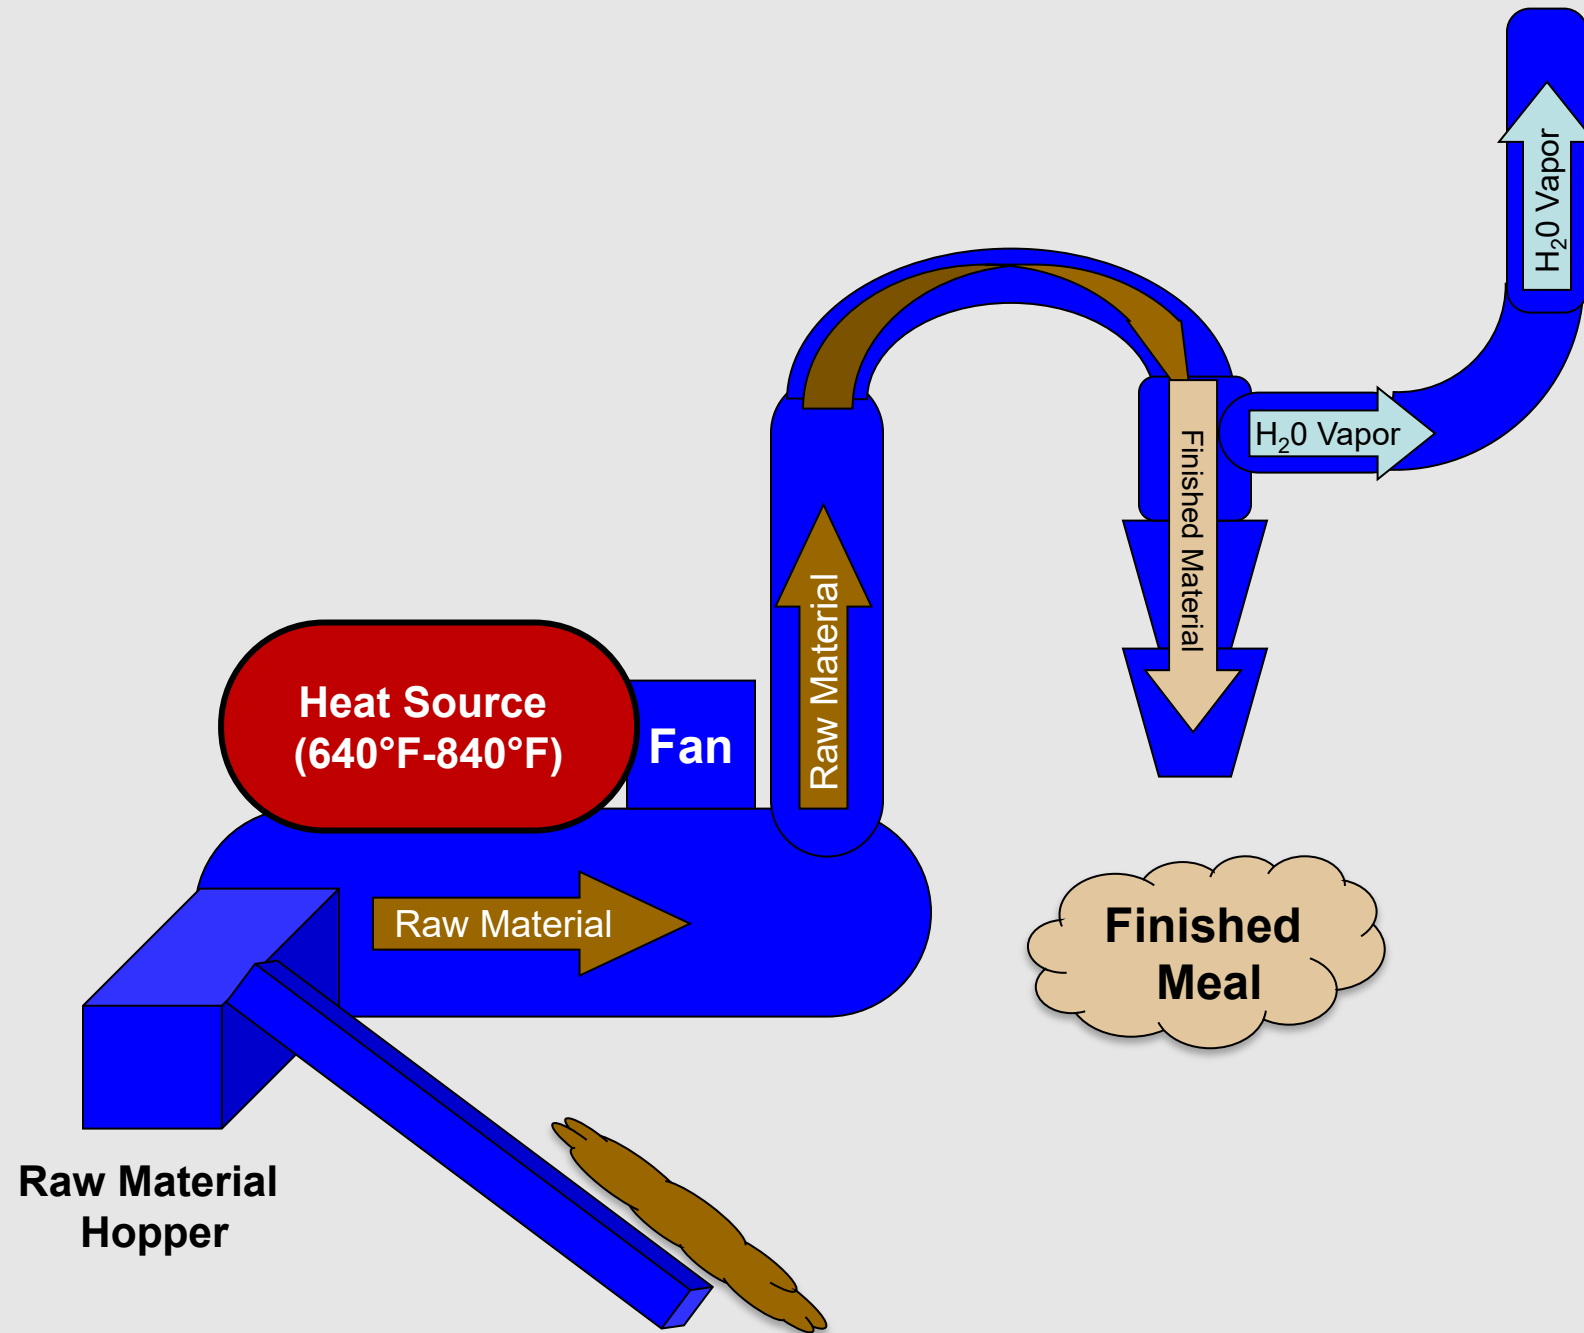 H₂0 Vapor
H₂0 Vapor
Finished Material
Raw Material
Heat Source
(640°F-840°F)
Fan
Raw Material
Finished
Meal
Raw Material
Hopper